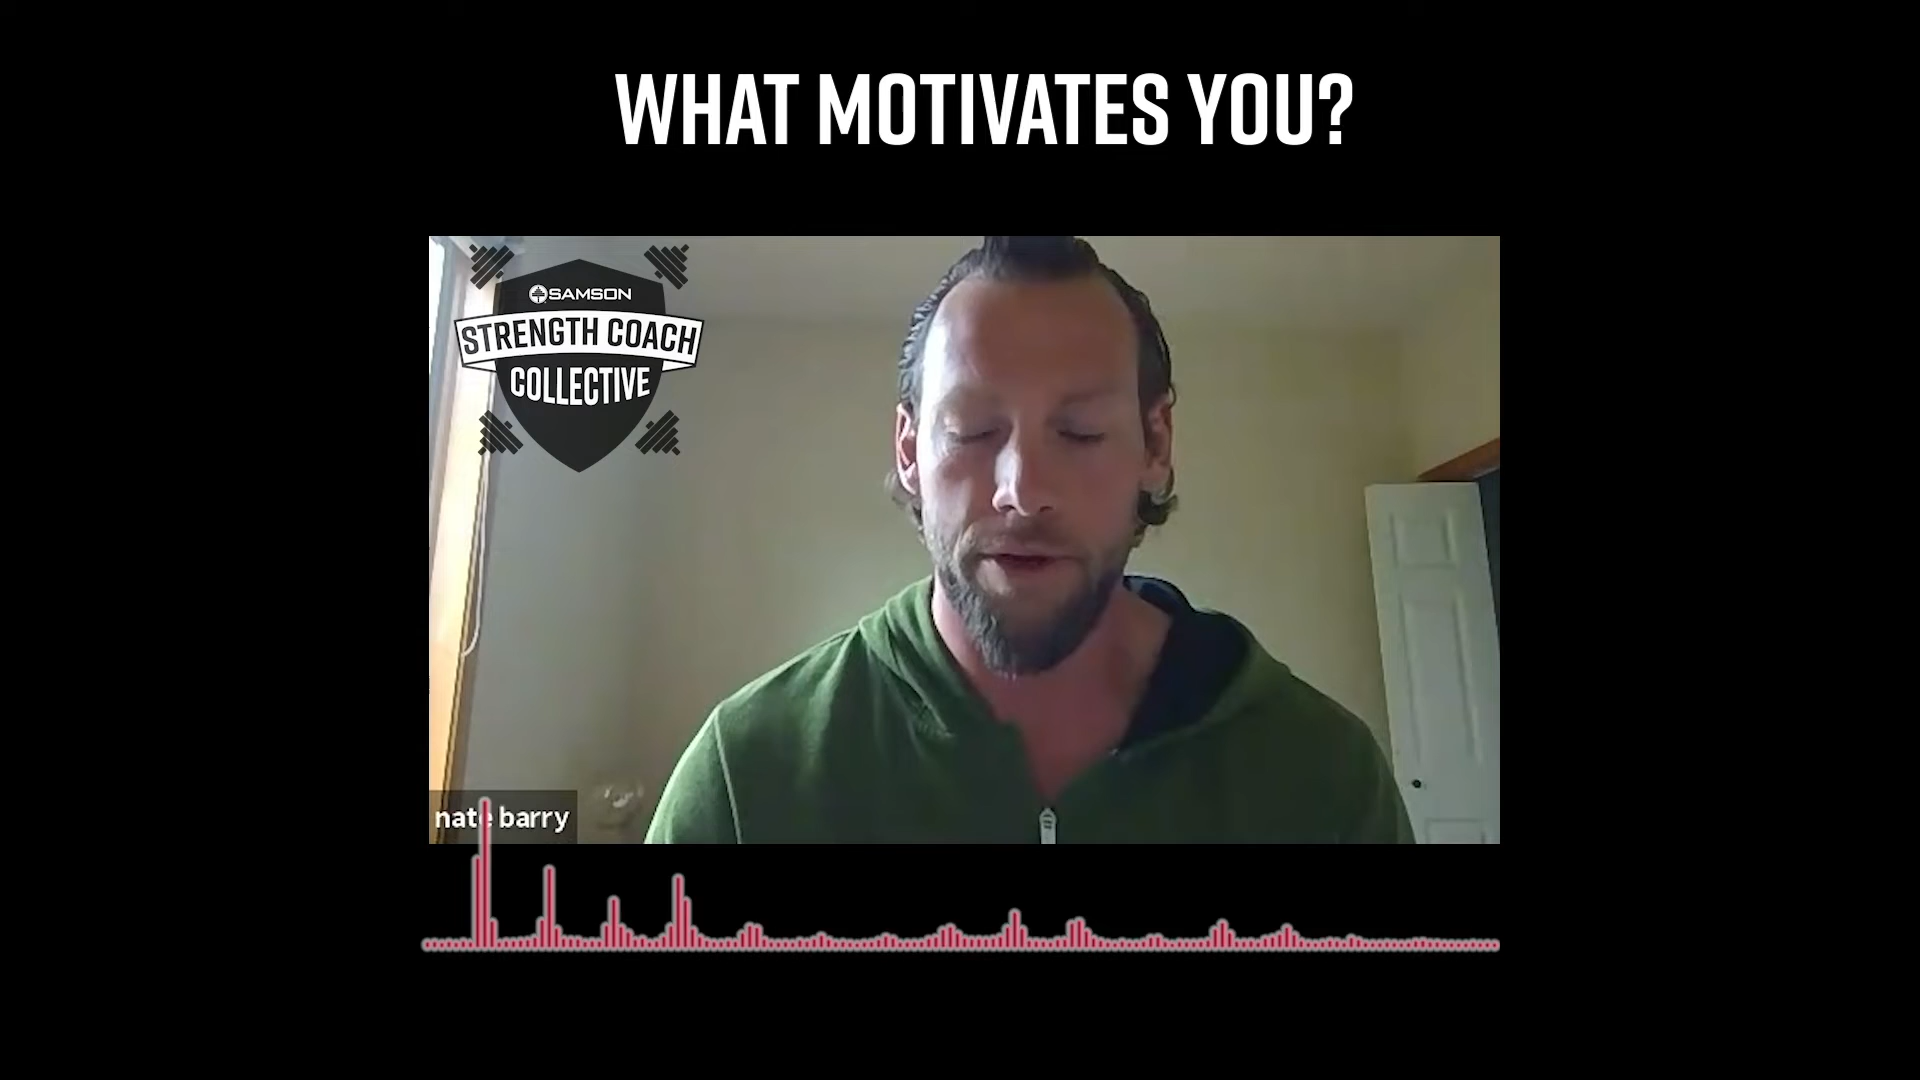 WHAT MOTIVATES YOU?
SAMSON
STRENGTH COACH
COLLECTIVE
nate barry